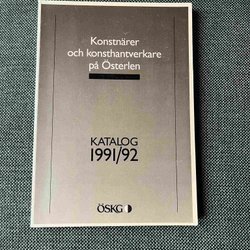 Konstnärer
och konsthantverkare
på Österlen
KATALOG
1991/92
ÖSKG